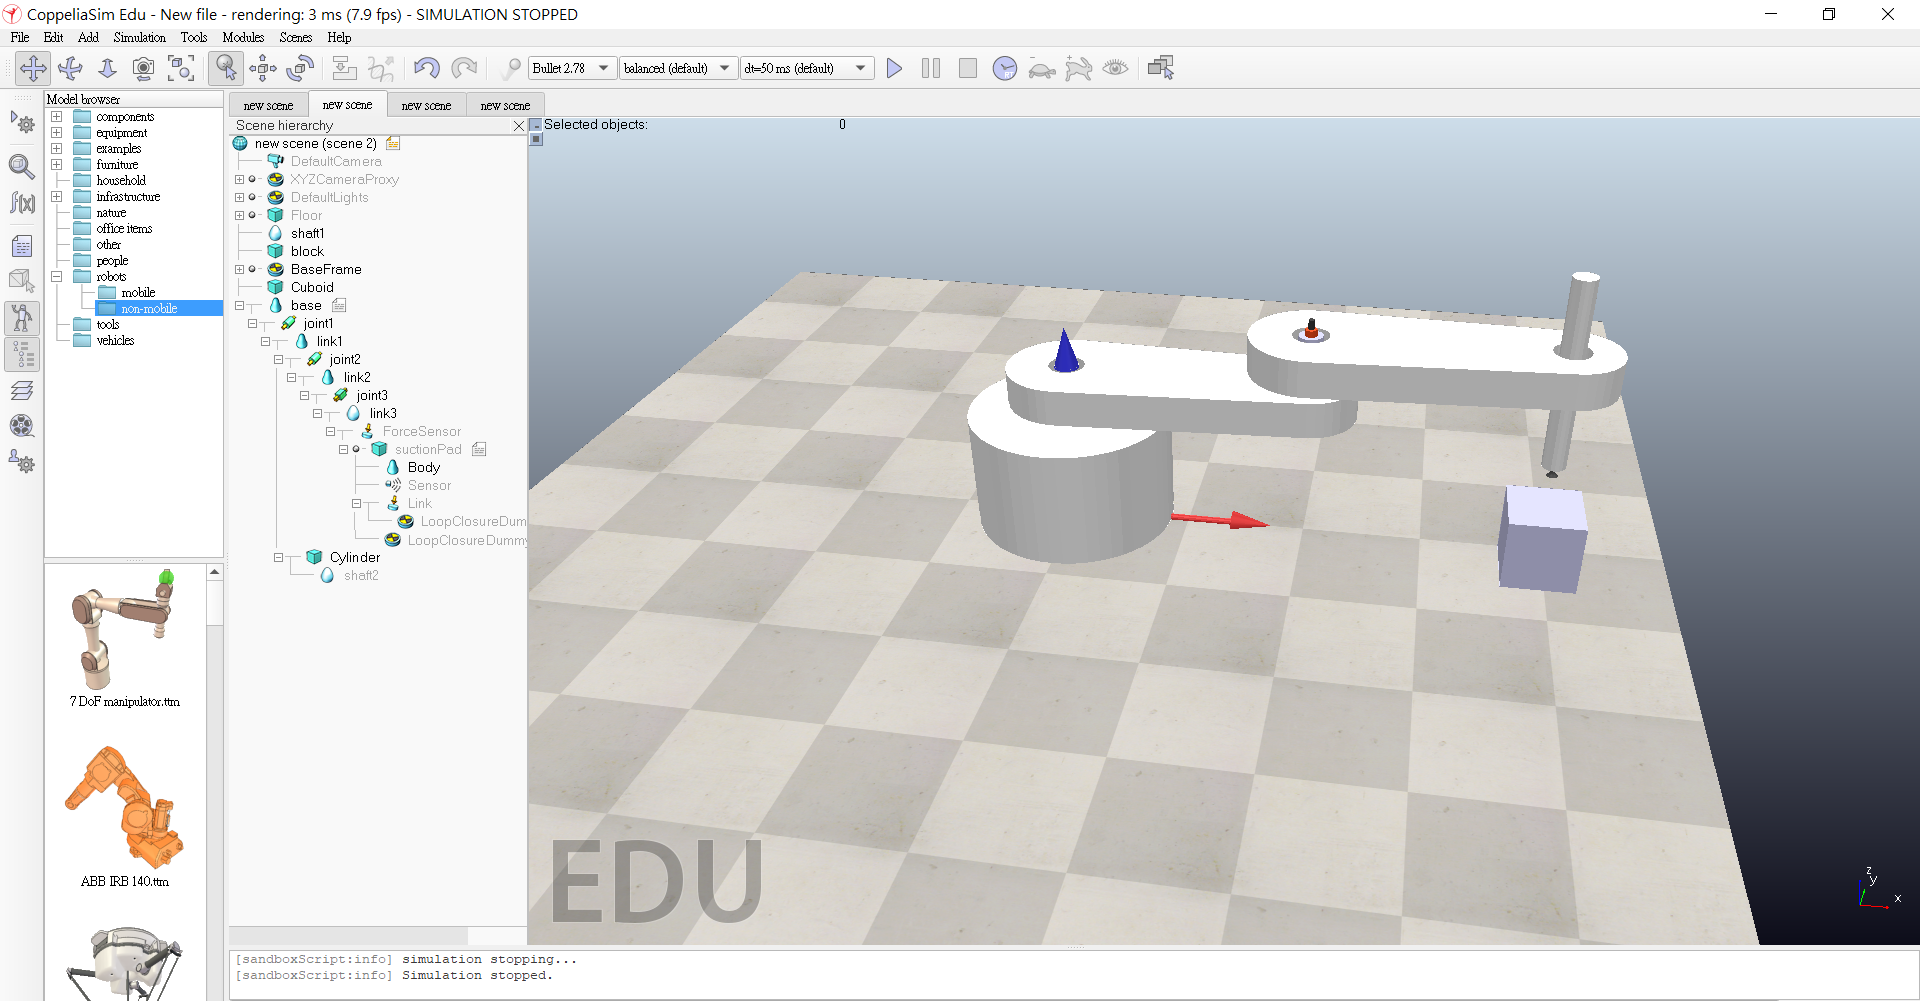 CoppeliaSim Edu - New file - rendering: 3 ms (7.9 fps) - SIMULATION STOPPED
File Edit Add Simulation Tools Modules Scenes Help
Bullet 2.78 balanced (default) dt=50 ms (default)
RT
Model browser
components
equipment
examples
furniture
household
infrastructure
nature
office items
other
people
robots
mobile
non-mobile
tools
vehicles
7 DoF manipulator.ttm
ABB IRB 140.ttm
f(x)
new scene new scene new scene new scene
Scene hierarchy
new scene (scene 2)
DefaultCamera
XYZCameraProxy
DefaultLights
Floor
shaft1
block
BaseFrame
Cuboid
base
joint1
link1
joint2
link2
joint3
link3
ForceSensor
suctionPad
Body
Sensor
Link
LoopClosureDum
LoopClosureDummy
Cylinder
shaft2
Selected objects: 0
EDU
z
y
x
[sandboxScript:info] simulation stopping...
[sandboxScript:info] Simulation stopped.